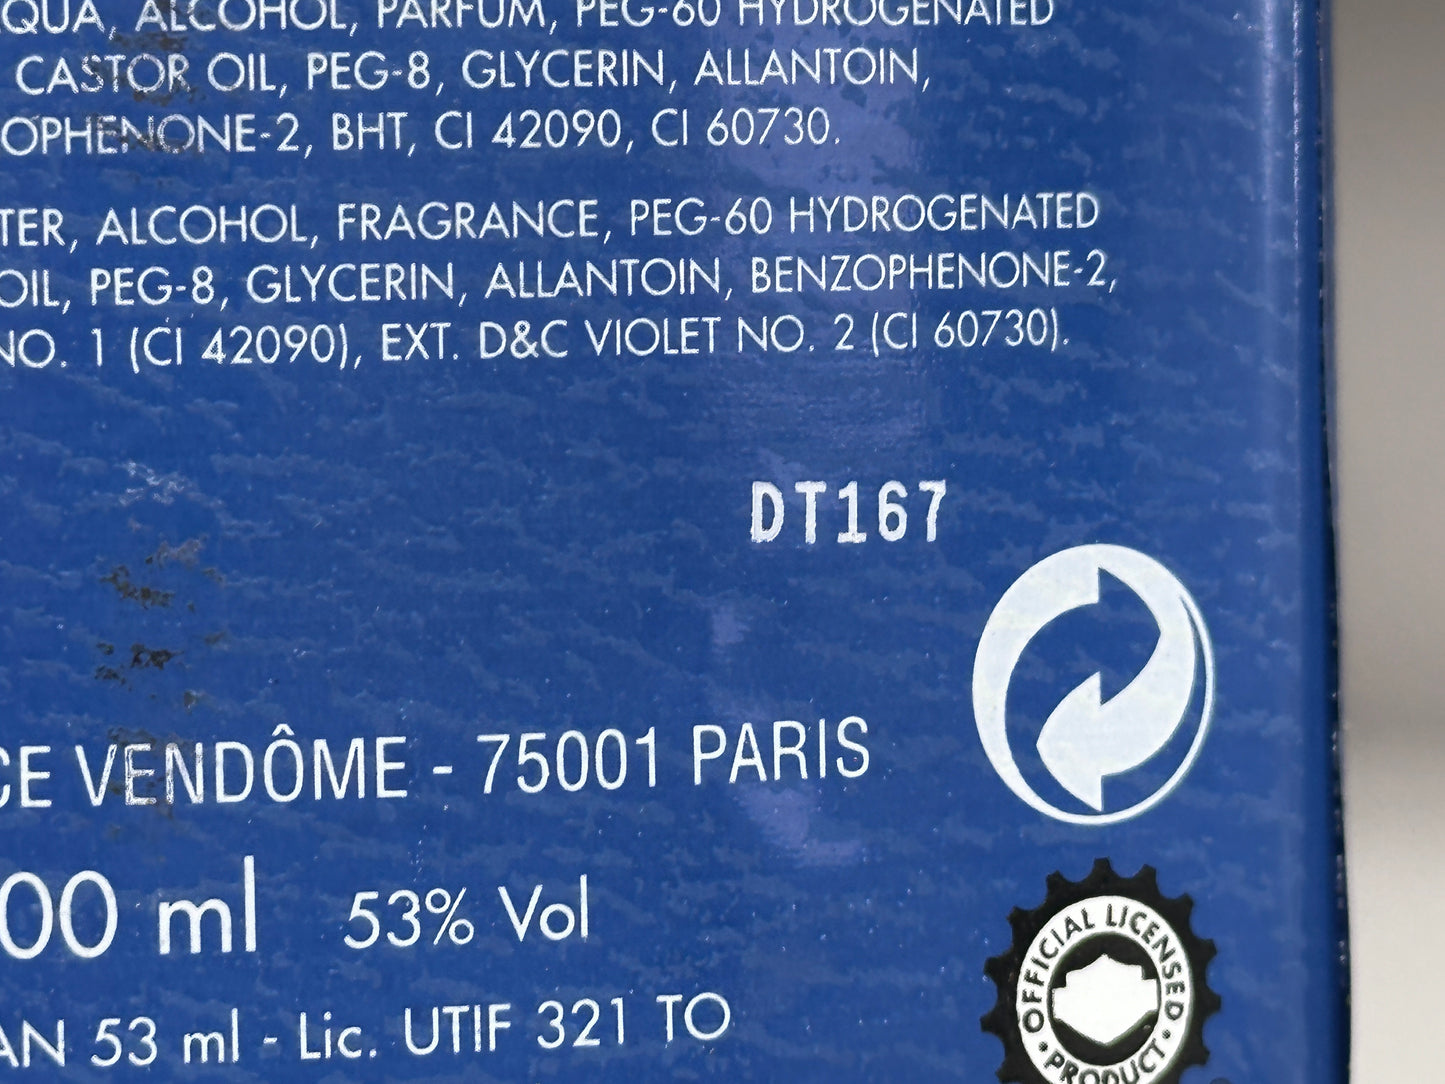 AQUA, ALCOHOL, PARFUM, PEG-60 HYDROGENATED
CASTOR OIL, PEG-8, GLYCERIN, ALLANTOIN,
OPHENONE-2, BHT, CI 42090, CI 60730.
TER, ALCOHOL, FRAGRANCE, PEG-60 HYDROGENATED
OIL, PEG-8, GLYCERIN, ALLANTOIN, BENZOPHENONE-2,
NO. 1 (CI 42090), EXT. D&C VIOLET NO. 2 (CI 60730).
DT167
CE VENDÔME - 75001 PARIS
00 ml 53% Vol
AN 53 ml - Lic. UTIF 321 TO
OFFICIAL LICENSED
• PRODUCT •